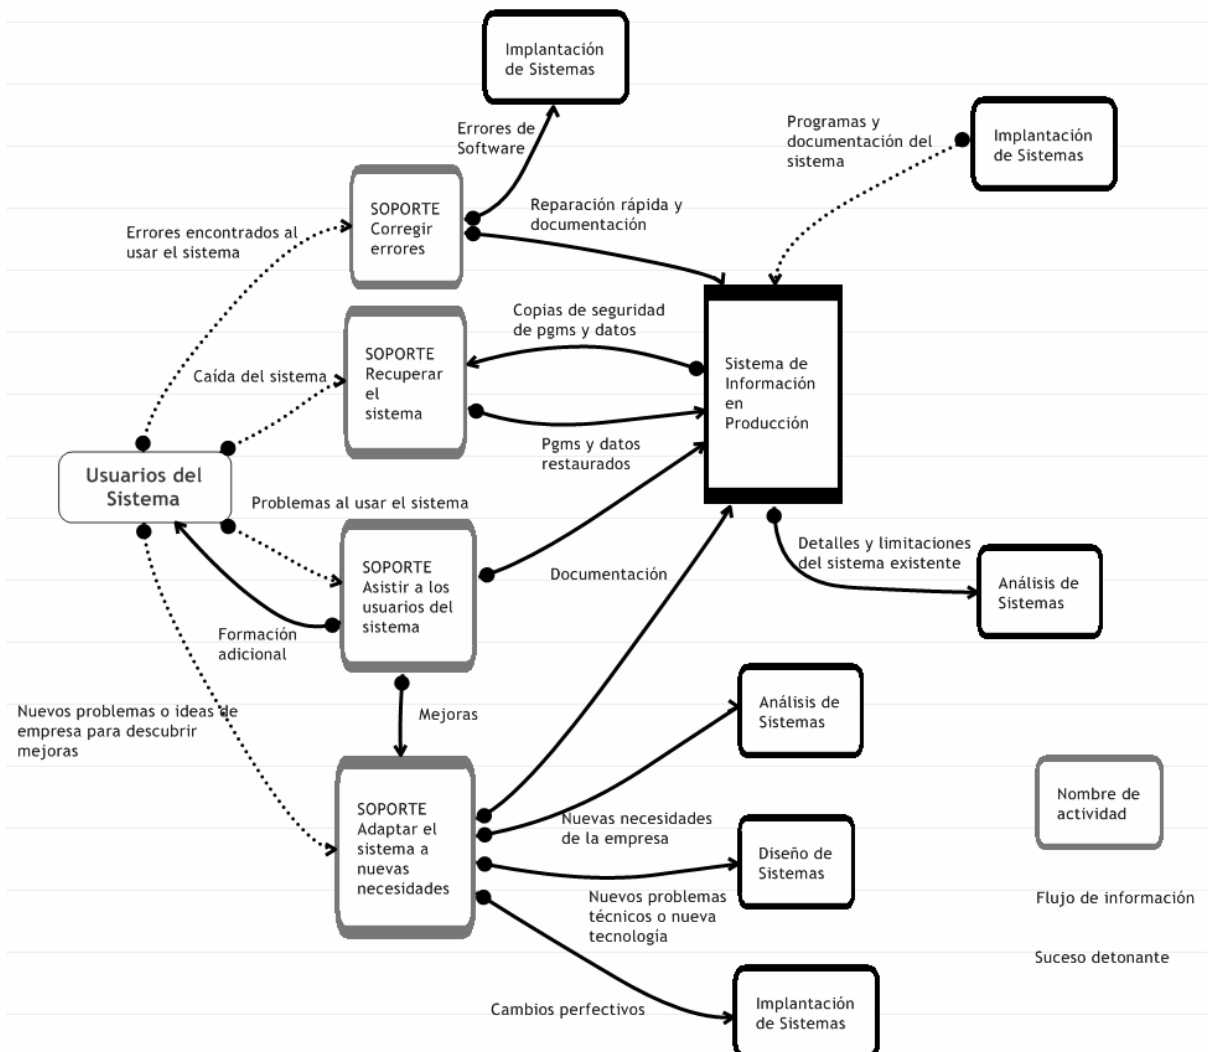 Implantación
de Sistemas
Errores de
Software
Programas y
documentación del
sistema
Implantación
de Sistemas
SOPORTE
Corregir
errores
Reparación rápida y
documentación
Errores encontrados al
usar el sistema
Copias de seguridad
de pgms y datos
SOPORTE
Recuperar
el
sistema
Caída del sistema
Sistema de
Información
en
Producción
Pgms y datos
restaurados
Usuarios del
Sistema
Problemas al usar el sistema
SOPORTE
Asistir a los
usuarios del
sistema
Documentación
Detalles y limitaciones
del sistema existente
Análisis de
Sistemas
Formación
adicional
Nuevos problemas o ideas de
empresa para descubrir
mejoras
Mejoras
Análisis de
Sistemas
SOPORTE
Adaptar el
sistema a
nuevas
necesidades
Nuevas necesidades
de la empresa
Diseño de
Sistemas
Nuevos problemas
técnicos o nueva
tecnología
Cambios perfectivos
Implantación
de Sistemas
Nombre de
actividad
Flujo de información
Suceso detonante